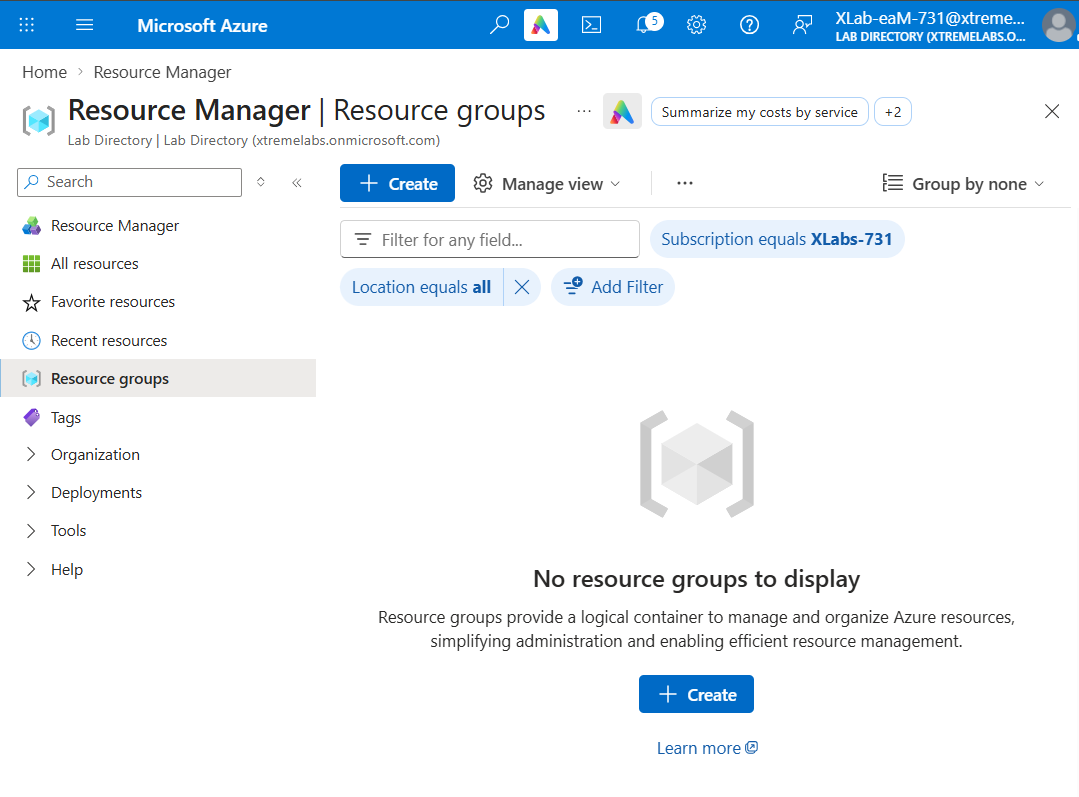 Microsoft Azure
5
XLab-eaM-731@xtreme...
LAB DIRECTORY (XTREMELABS.O...
Home > Resource Manager
Resource Manager | Resource groups
...
Summarize my costs by service
+2
Lab Directory | Lab Directory (xtremelabs.onmicrosoft.com)
Search
Create
Manage view
...
Group by none
Filter for any field...
Subscription equals XLabs-731
Location equals all
Add Filter
Resource Manager
All resources
Favorite resources
Recent resources
Resource groups
Tags
Organization
Deployments
Tools
Help
No resource groups to display
Resource groups provide a logical container to manage and organize Azure resources,
simplifying administration and enabling efficient resource management.
Create
Learn more